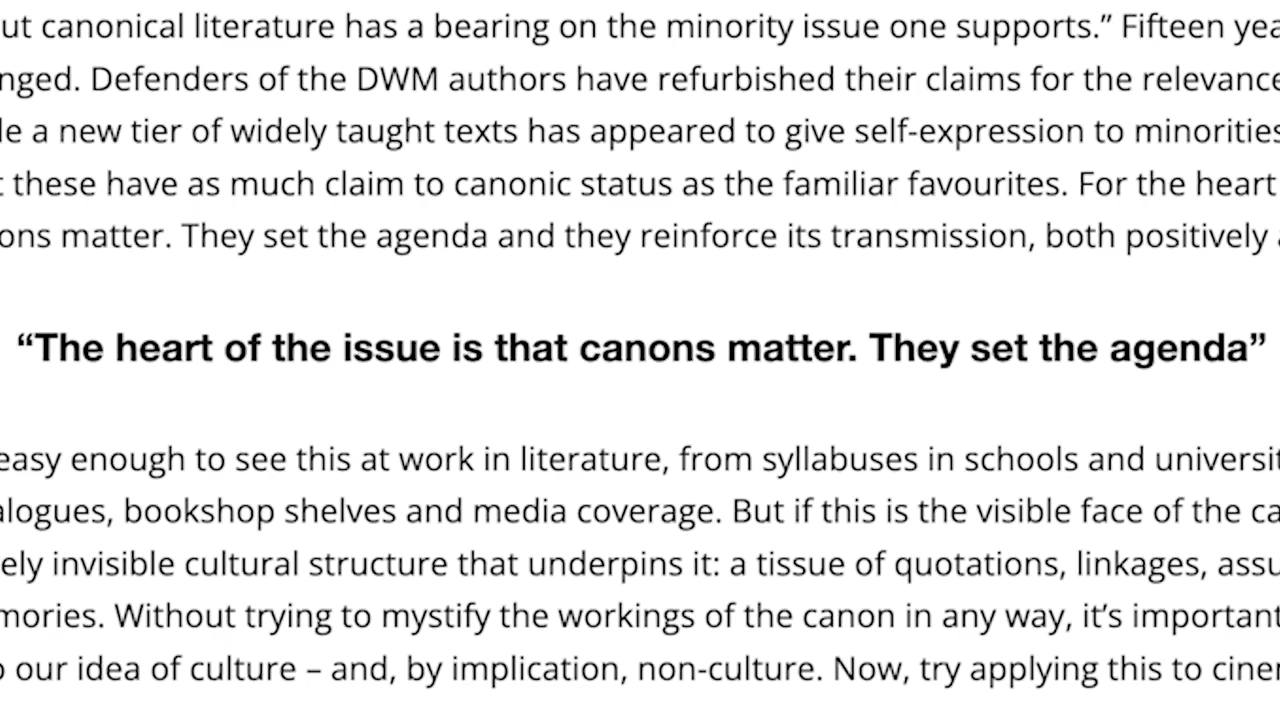 ut canonical literature has a bearing on the minority issue one supports.” Fifteen yea
nged. Defenders of the DWM authors have refurbished their claims for the relevance
le a new tier of widely taught texts has appeared to give self-expression to minorities
t these have as much claim to canonic status as the familiar favourites. For the heart
ons matter. They set the agenda and they reinforce its transmission, both positively a
“The heart of the issue is that canons matter. They set the agenda”
easy enough to see this at work in literature, from syllabuses in schools and universit
alogues, bookshop shelves and media coverage. But if this is the visible face of the ca
ely invisible cultural structure that underpins it: a tissue of quotations, linkages, assu
mories. Without trying to mystify the workings of the canon in any way, it’s important
o our idea of culture – and, by implication, non-culture. Now, try applying this to ciner